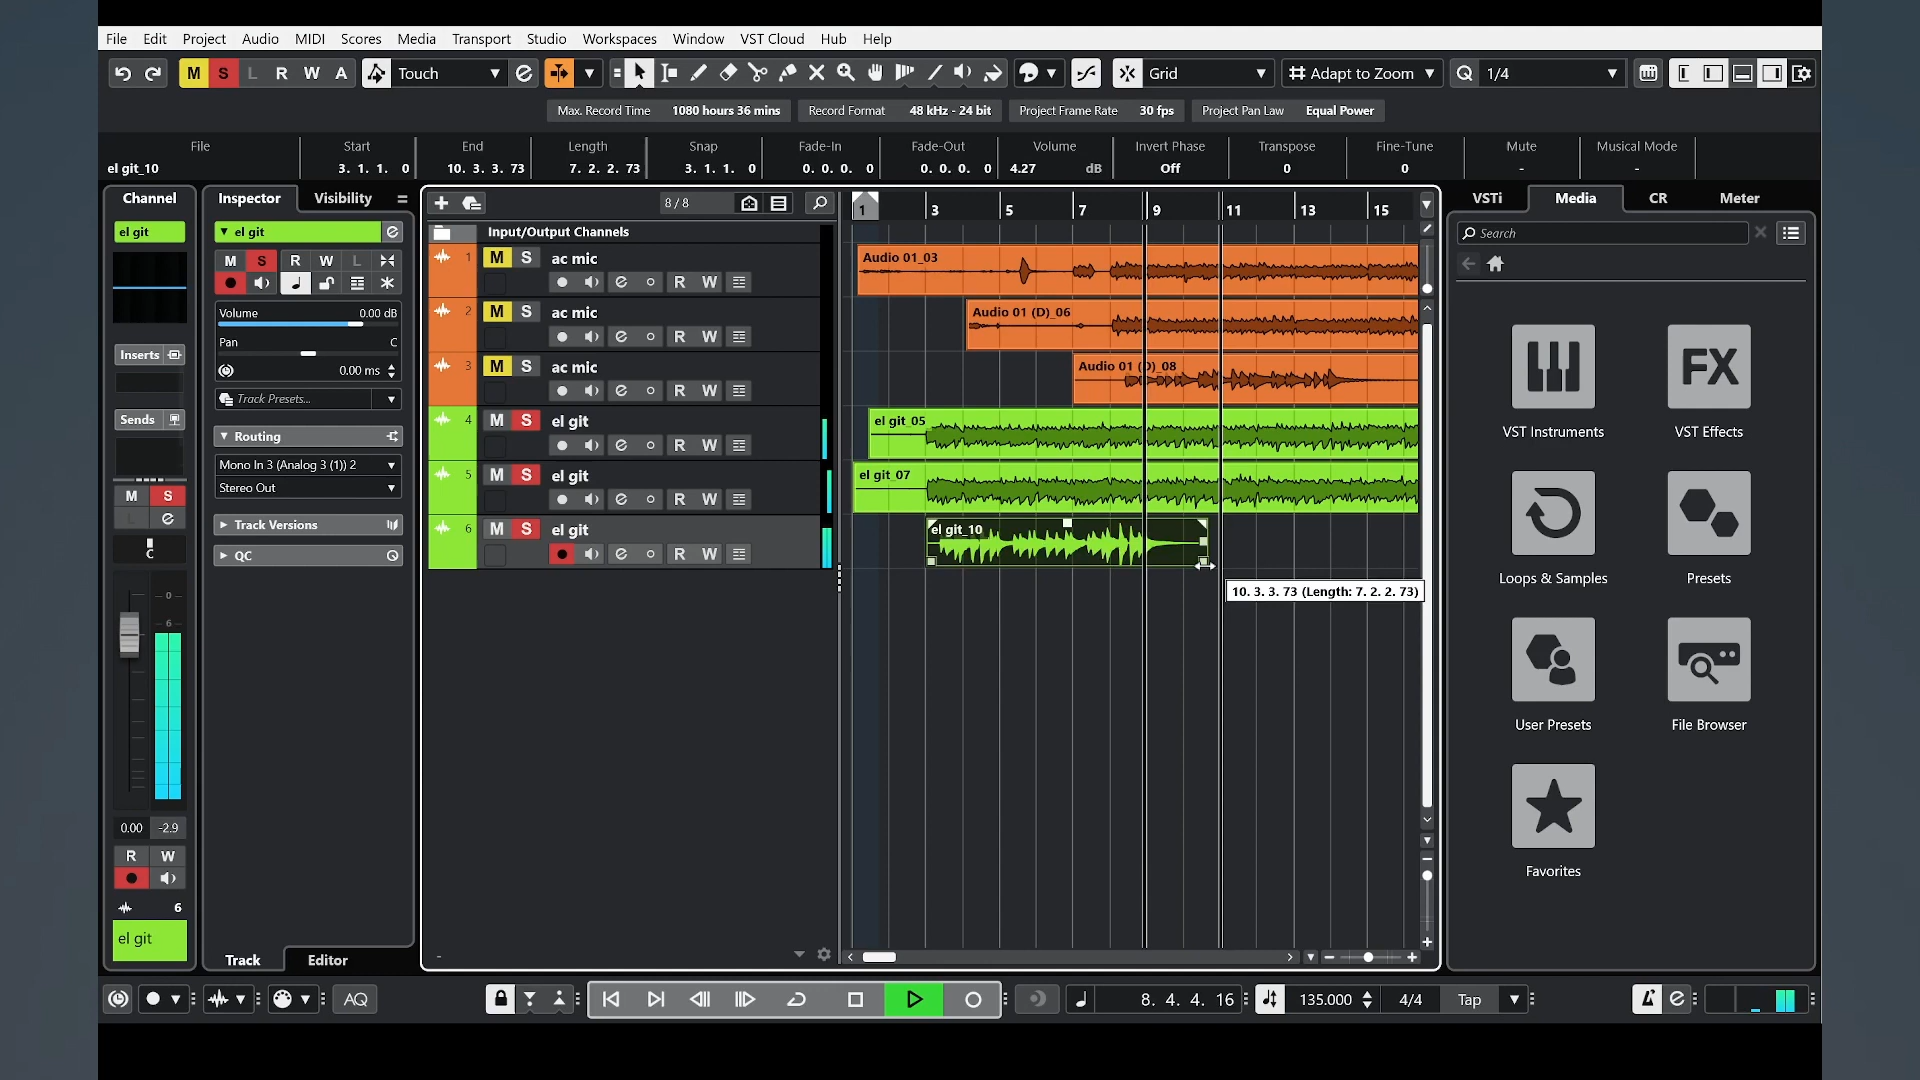 File Edit Project Audio MIDI Scores Media Transport Studio Workspaces Window VST Cloud Hub Help
M S L R W A Touch Grid Adapt to Zoom Q 1/4
Max. Record Time 1080 hours 36 mins Record Format 48 kHz - 24 bit Project Frame Rate 30 fps Project Pan Law Equal Power
File Start End Length Snap Fade-In Fade-Out Volume Invert Phase Transpose Fine-Tune Mute Musical Mode
el git_10 3. 1. 1. 0 10. 3. 3. 73 7. 2. 2. 73 3. 1. 1. 0 0. 0. 0. 0 0. 0. 0. 0 4.27 dB Off 0 0 - -
Channel Inspector Visibility 8/8 1 3 5 7 9 11 13 15 VSTi Media CR Meter
el git el git Input/Output Channels Search
M S R W L
1 M S ac mic Audio 01_03
R W
2 M S ac mic Audio 01 (D)_06
R W
3 M S ac mic Audio 01 (D)_08
R W
4 M S el git el git_05
R W
5 M S el git el git_07
R W
6 M S el git el git_10
R W
10. 3. 3. 73 (Length: 7. 2. 2. 73)
Volume 0.00 dB
Pan C
0.00 ms
Track Presets...
Routing
Mono In 3 (Analog 3 (1)) 2
Stereo Out
Track Versions
QC
Inserts
Sends
M S
L
C
0
6
0.00 -2.9
R W
6
el git
Track Editor
VST Instruments VST Effects
FX
Loops & Samples Presets
User Presets File Browser
Favorites
AQ 8. 4. 4. 16 135.000 4/4 Tap